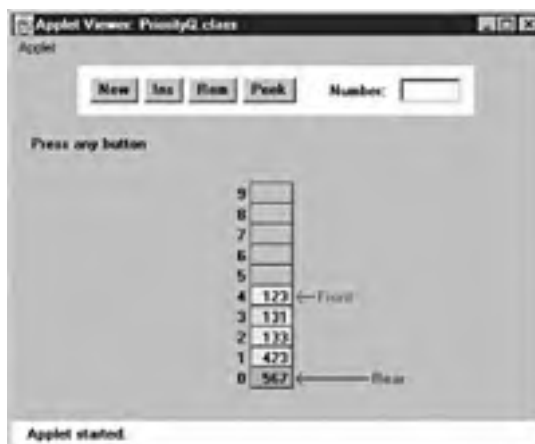 Applet Viewer: PriorityQ.class
Applet
New Ins Rem Peek Number:
Press any button
9
8
7
6
5
4 123 Front
3 131
2 133
1 473
0 567 Rear
Applet started.